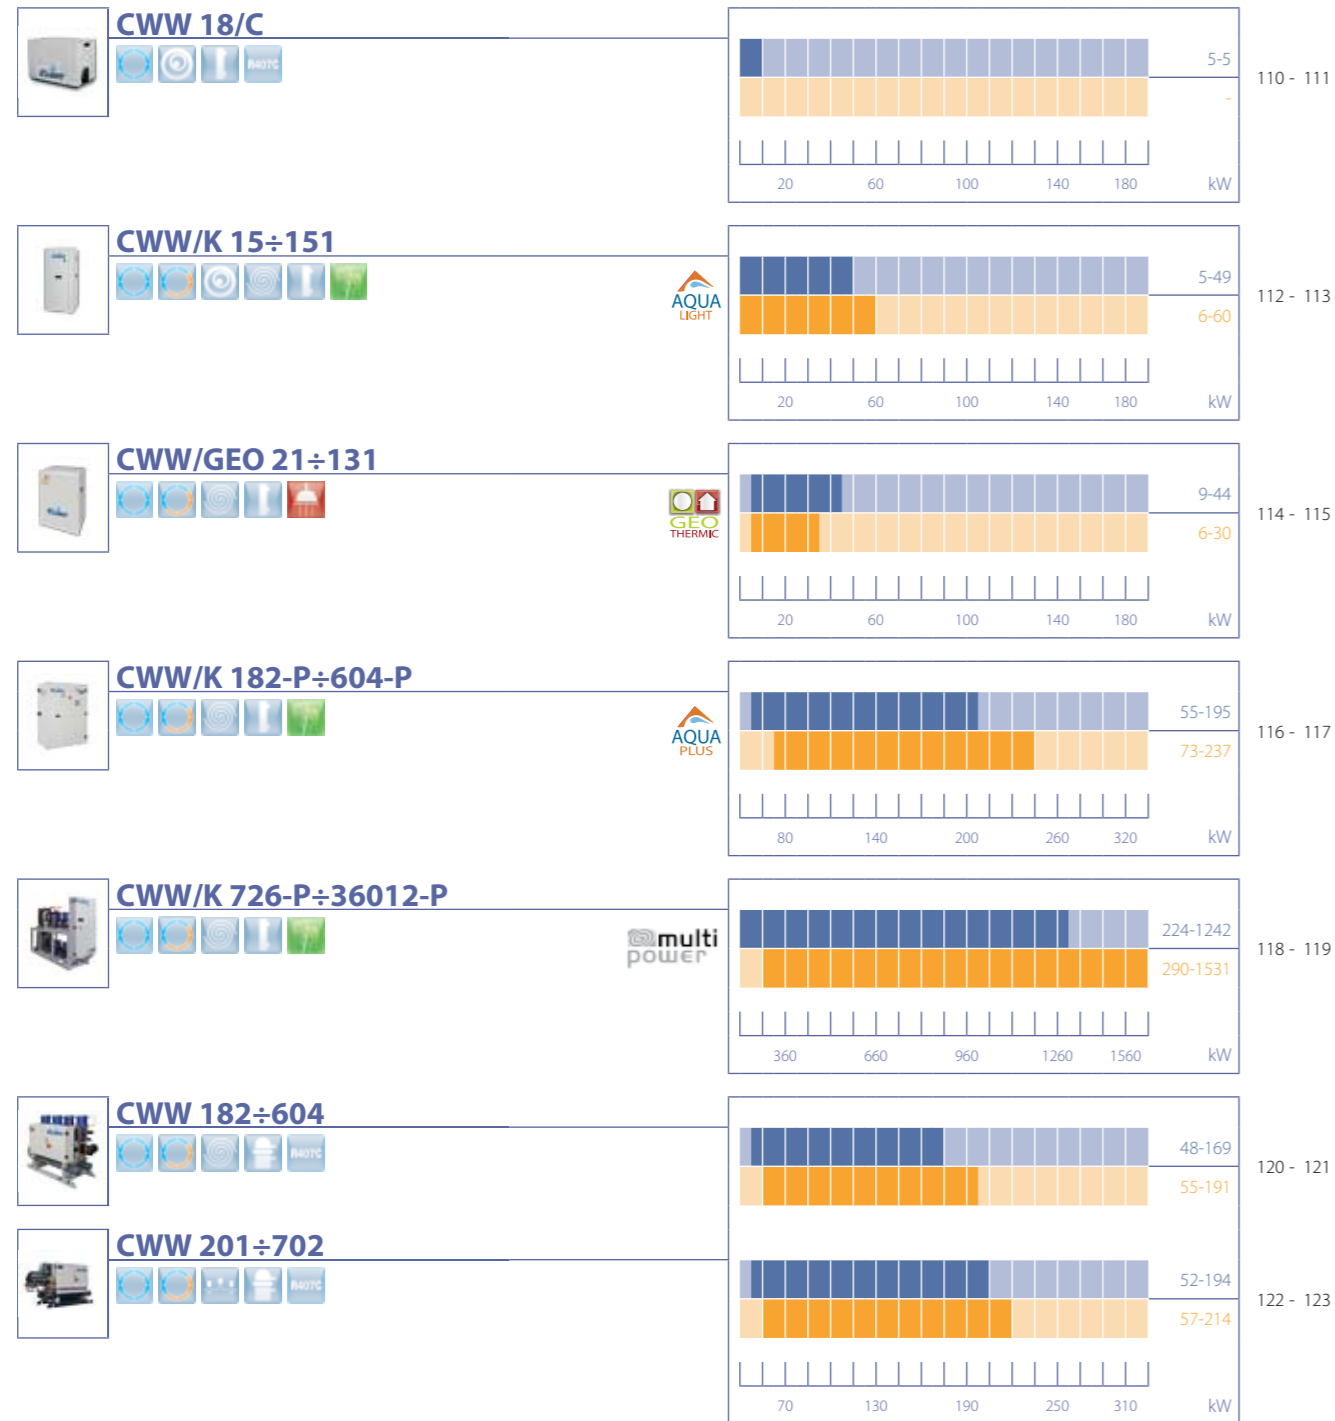 CWW 18/C
R407C
5-5
-
110 - 111
20 60 100 140 180 kW
CWW/K 15÷151
AQUA
LIGHT
5-49
6-60
112 - 113
20 60 100 140 180 kW
CWW/GEO 21÷131
GEO
THERMIC
9-44
6-30
114 - 115
20 60 100 140 180 kW
CWW/K 182-P÷604-P
AQUA
PLUS
55-195
73-237
116 - 117
80 140 200 260 320 kW
CWW/K 726-P÷36012-P
multi
power
224-1242
290-1531
118 - 119
360 660 960 1260 1560 kW
CWW 182÷604
R407C
48-169
55-191
120 - 121
CWW 201÷702
R407C
52-194
57-214
122 - 123
70 130 190 250 310 kW